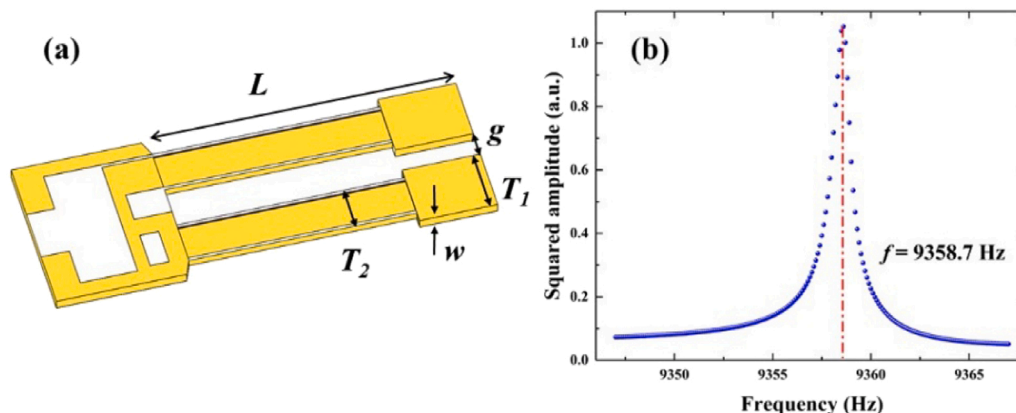 (a)
L
g
T1
T2
w
(b)
Squared amplitude (a.u.)
1.0
0.8
0.6
0.4
0.2
0.0
f = 9358.7 Hz
9350
9355
9360
9365
Frequency (Hz)